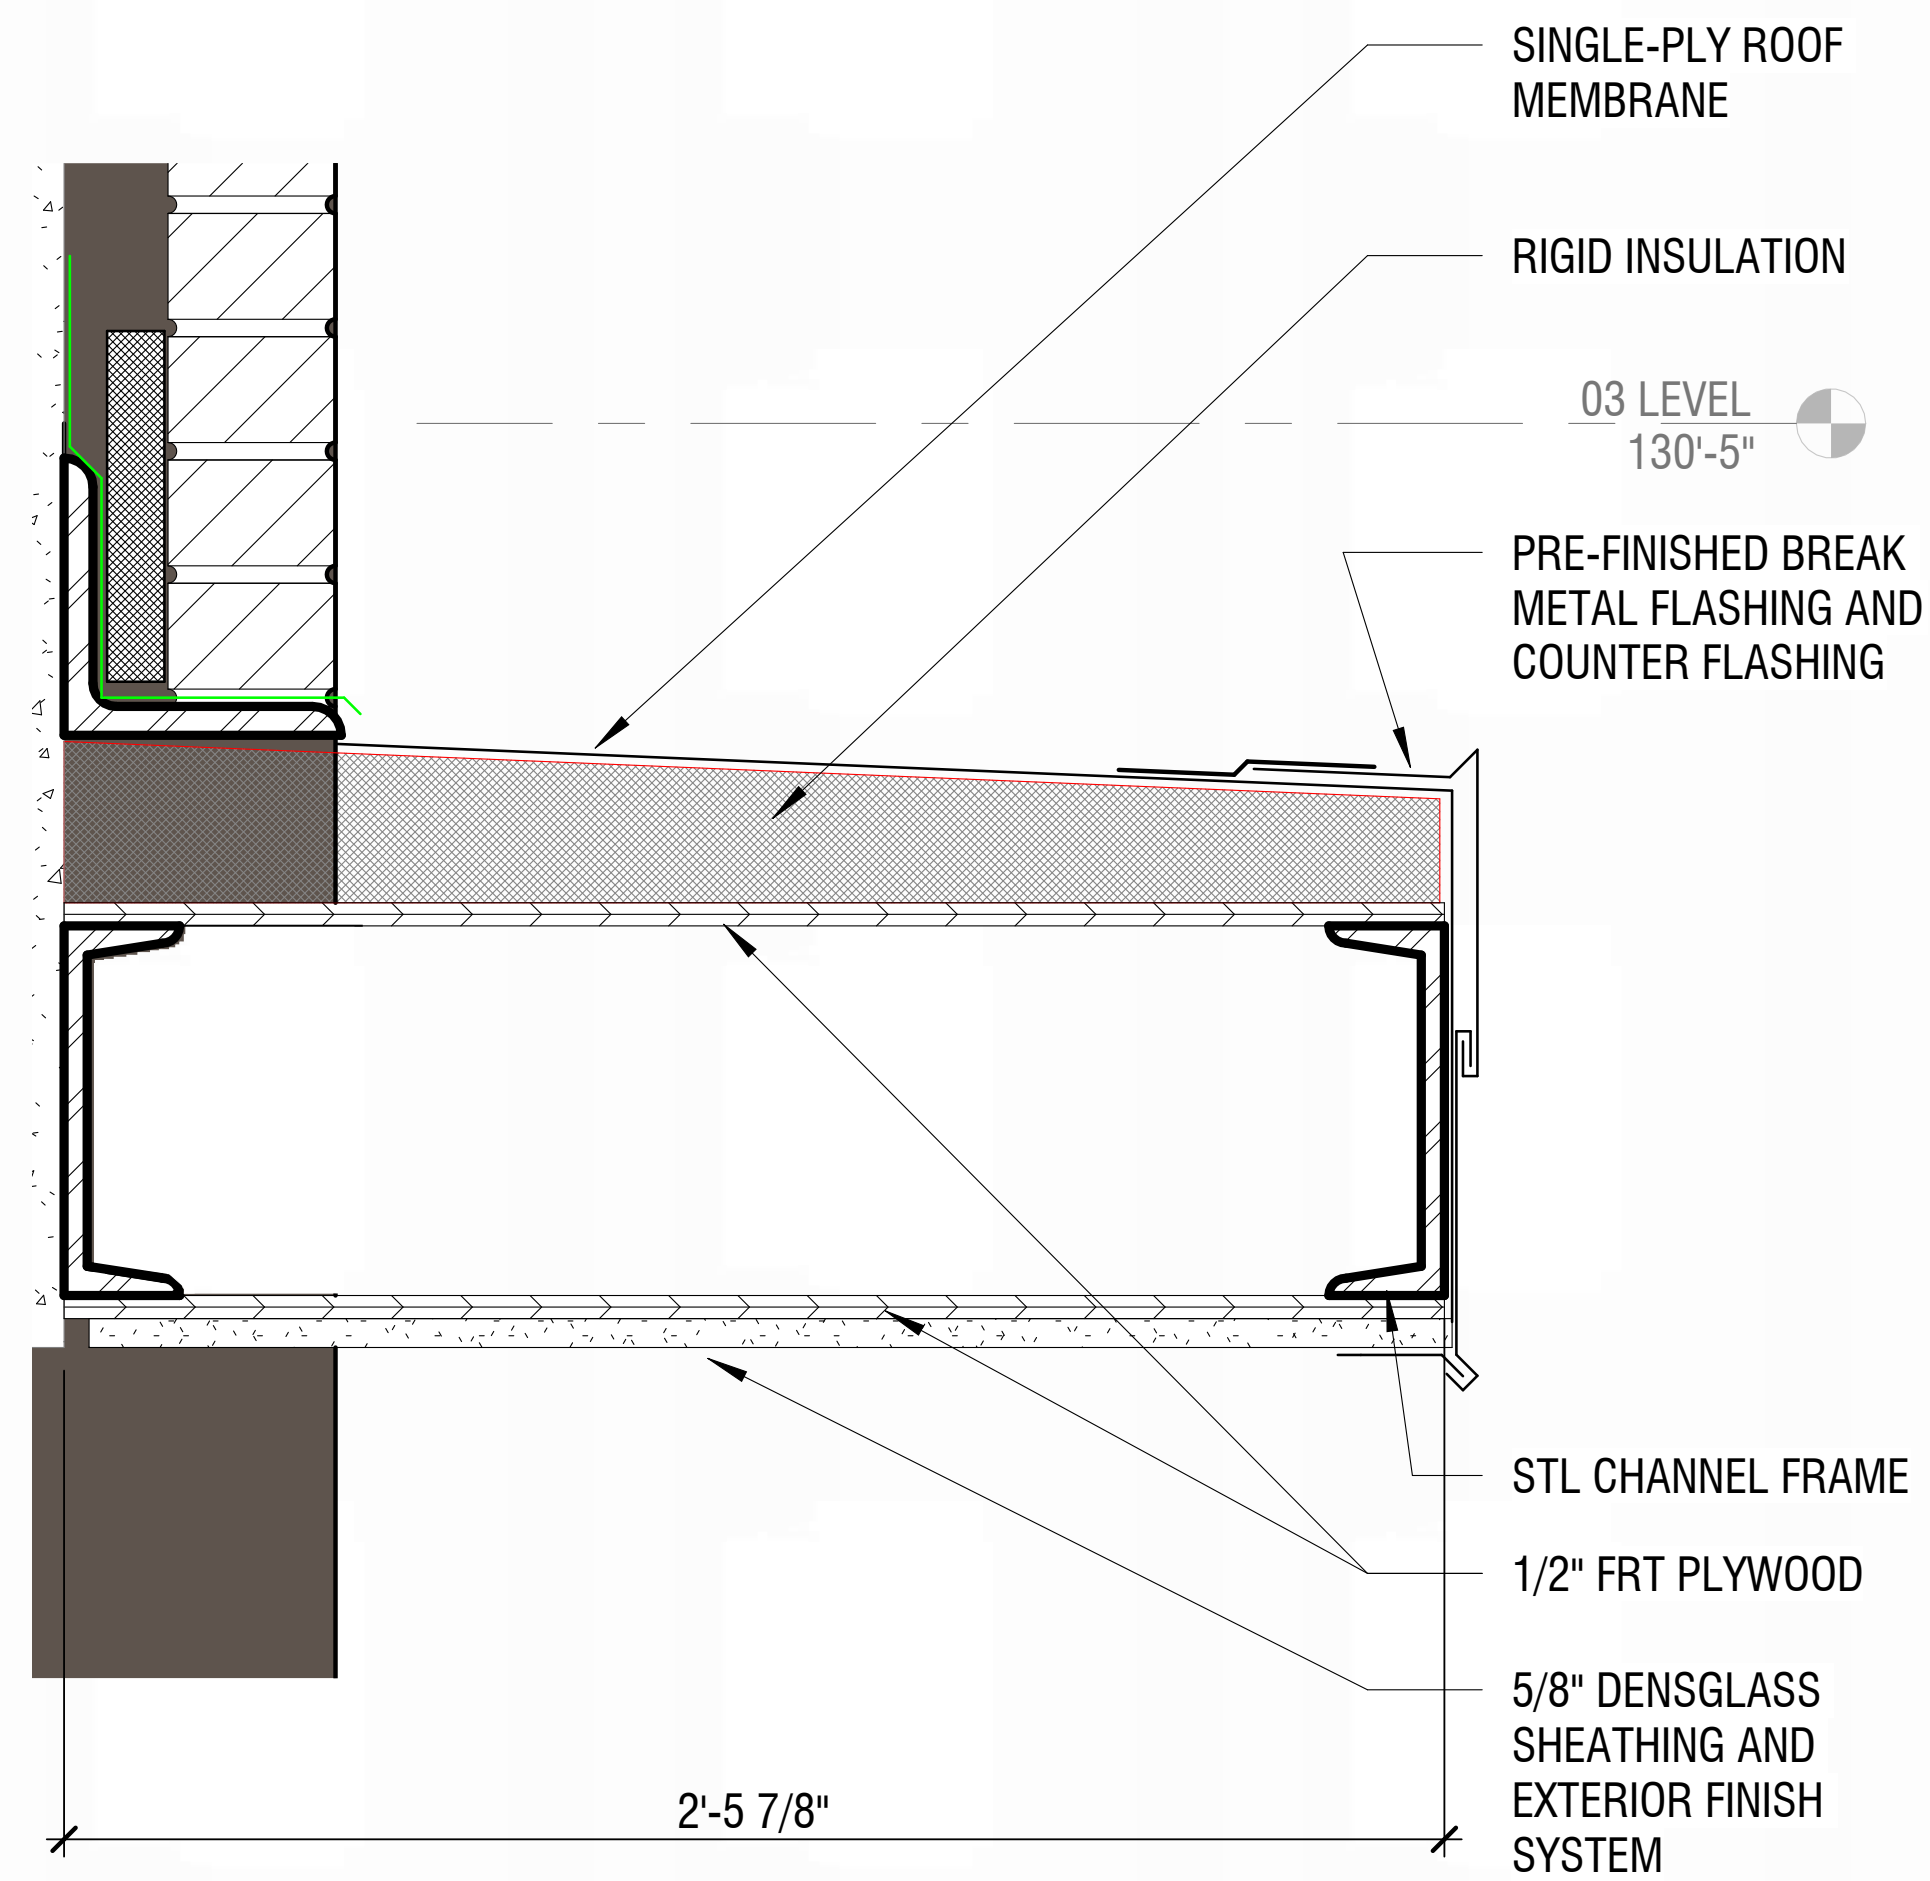 SINGLE-PLY ROOF
MEMBRANE
RIGID INSULATION
03 LEVEL
130'-5"
PRE-FINISHED BREAK
METAL FLASHING AND
COUNTER FLASHING
STL CHANNEL FRAME
1/2" FRT PLYWOOD
5/8" DENSGLASS
SHEATHING AND
EXTERIOR FINISH
SYSTEM
2'-5 7/8"